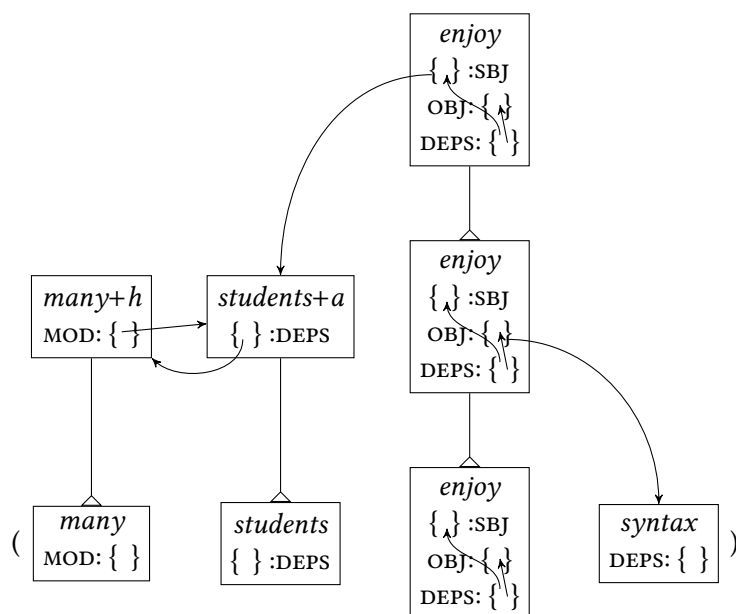 enjoy
{ } :SBJ
OBJ: { }
DEPS: { }
enjoy
{ } :SBJ
OBJ: { }
DEPS: { }
many+h
MOD: { }
students+a
{ } :DEPS
enjoy
{ } :SBJ
OBJ: { }
DEPS: { }
(
many
MOD: { }
students
{ } :DEPS
syntax
DEPS: { }
)